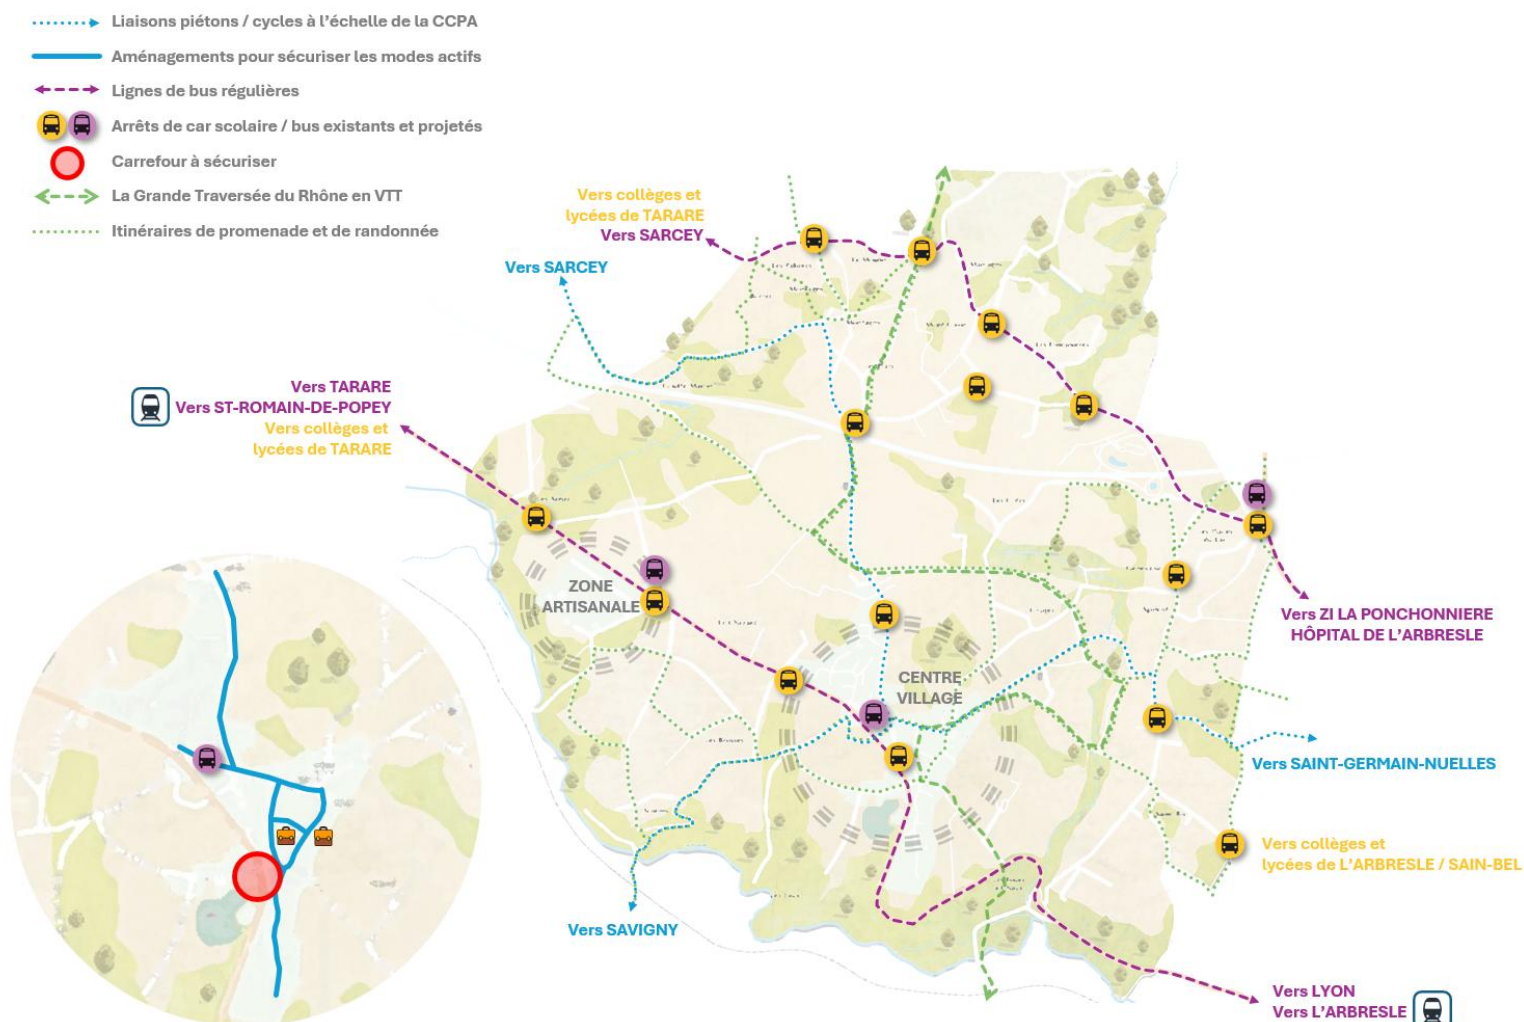 Liaisons piétons / cycles à l'échelle de la CCPA
Aménagements pour sécuriser les modes actifs
Lignes de bus régulières
Arrêts de car scolaire / bus existants et projetés
Carrefour à sécuriser
La Grande Traversée du Rhône en VTT
Itinéraires de promenade et de randonnée
Vers collèges et
lycées de TARARE
Vers SARCEY
Vers SARCEY
Vers TARARE
Vers ST-ROMAIN-DE-POPEY
Vers collèges et
lycées de TARARE
ZONE
ARTISANALE
CENTRE
VILLAGE
Vers ZI LA PONCHONNIERE
HÔPITAL DE L'ARBRESLE
Vers SAINT-GERMAIN-NUELLES
Vers collèges et
lycées de L'ARBRESLE / SAIN-BEL
Vers SAVIGNY
Vers LYON
Vers L'ARBRESLE